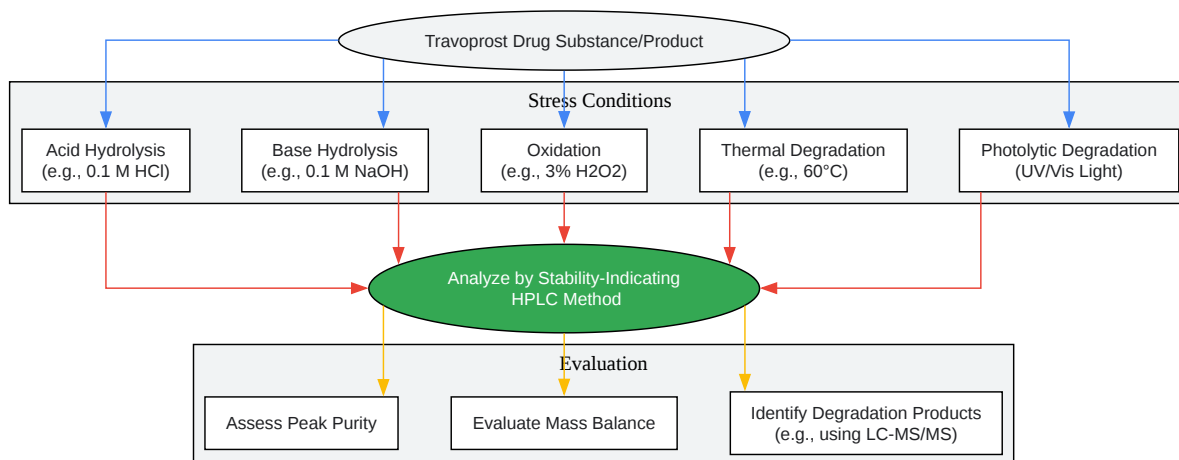 Travoprost Drug Substance/Product
Stress Conditions
Acid Hydrolysis
(e.g., 0.1 M HCl)
Base Hydrolysis
(e.g., 0.1 M NaOH)
Oxidation
(e.g., 3% H2O2)
Thermal Degradation
(e.g., 60°C)
Photolytic Degradation
(UV/Vis Light)
Analyze by Stability-Indicating
HPLC Method
Evaluation
Assess Peak Purity
Evaluate Mass Balance
Identify Degradation Products
(e.g., using LC-MS/MS)